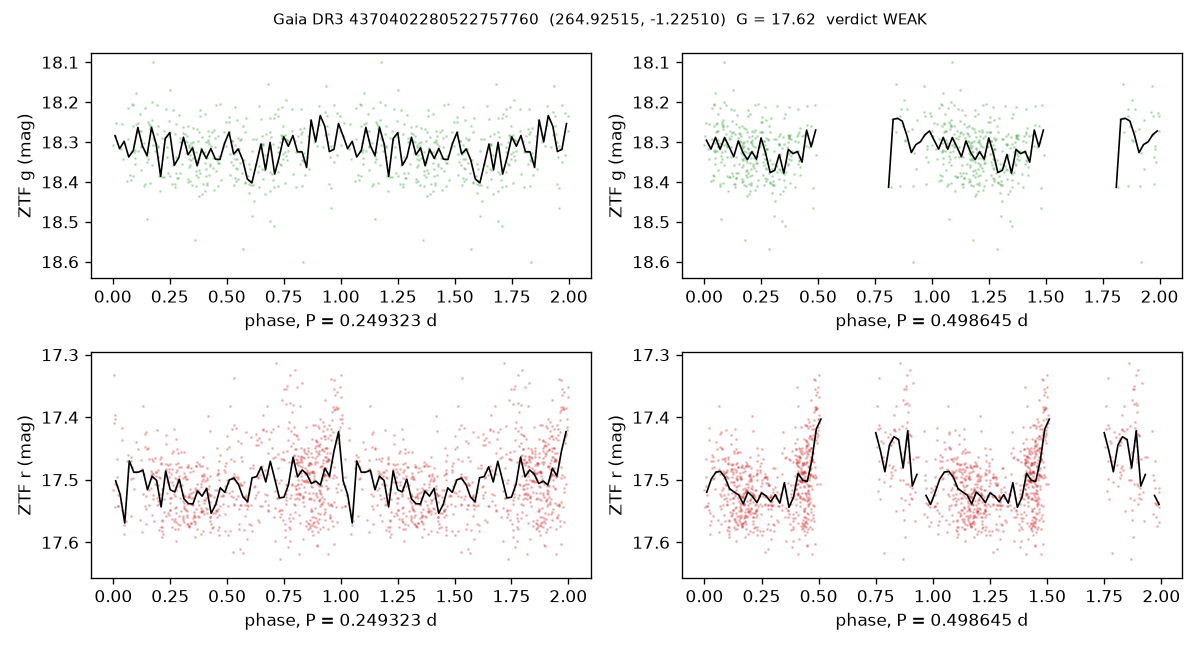 Gaia DR3 4370402280522757760 (264.92515, -1.22510) G = 17.62 verdict WEAK
ZTF g (mag)
18.1
18.2
18.3
18.4
18.5
18.6
0.00 0.25 0.50 0.75 1.00 1.25 1.50 1.75 2.00
phase, P = 0.249323 d
ZTF g (mag)
18.1
18.2
18.3
18.4
18.5
18.6
0.00 0.25 0.50 0.75 1.00 1.25 1.50 1.75 2.00
phase, P = 0.498645 d
ZTF r (mag)
17.3
17.4
17.5
17.6
0.00 0.25 0.50 0.75 1.00 1.25 1.50 1.75 2.00
phase, P = 0.249323 d
ZTF r (mag)
17.3
17.4
17.5
17.6
0.00 0.25 0.50 0.75 1.00 1.25 1.50 1.75 2.00
phase, P = 0.498645 d